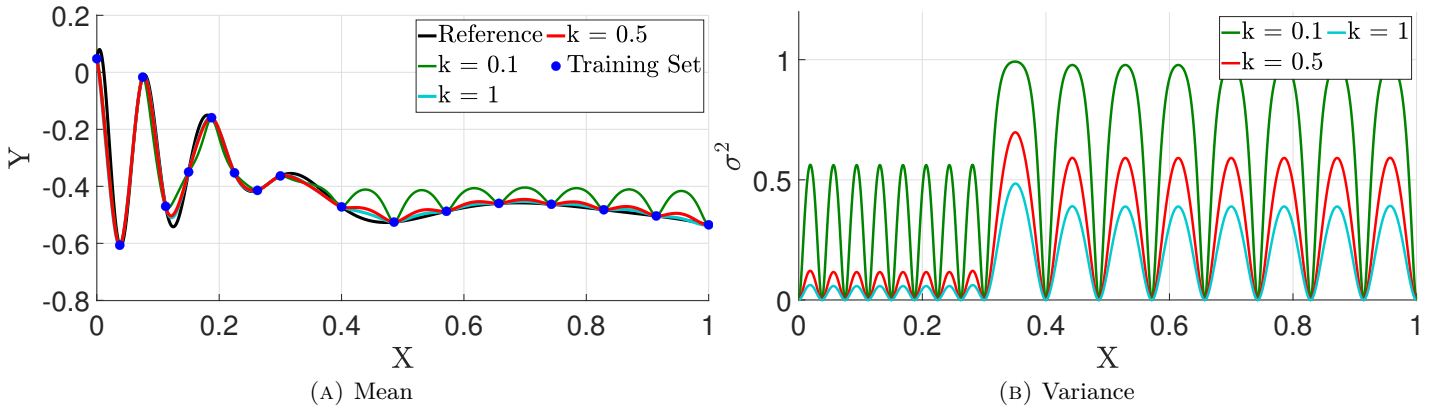 0.2
0
-0.2
-0.4
-0.6
-0.8
Y
Reference k = 0.5
k = 0.1 Training Set
k = 1
0 0.2 0.4 0.6 0.8 1
X
(A) Mean
1
0.5
0
σ²
k = 0.1 k = 1
k = 0.5
0 0.2 0.4 0.6 0.8 1
X
(B) Variance